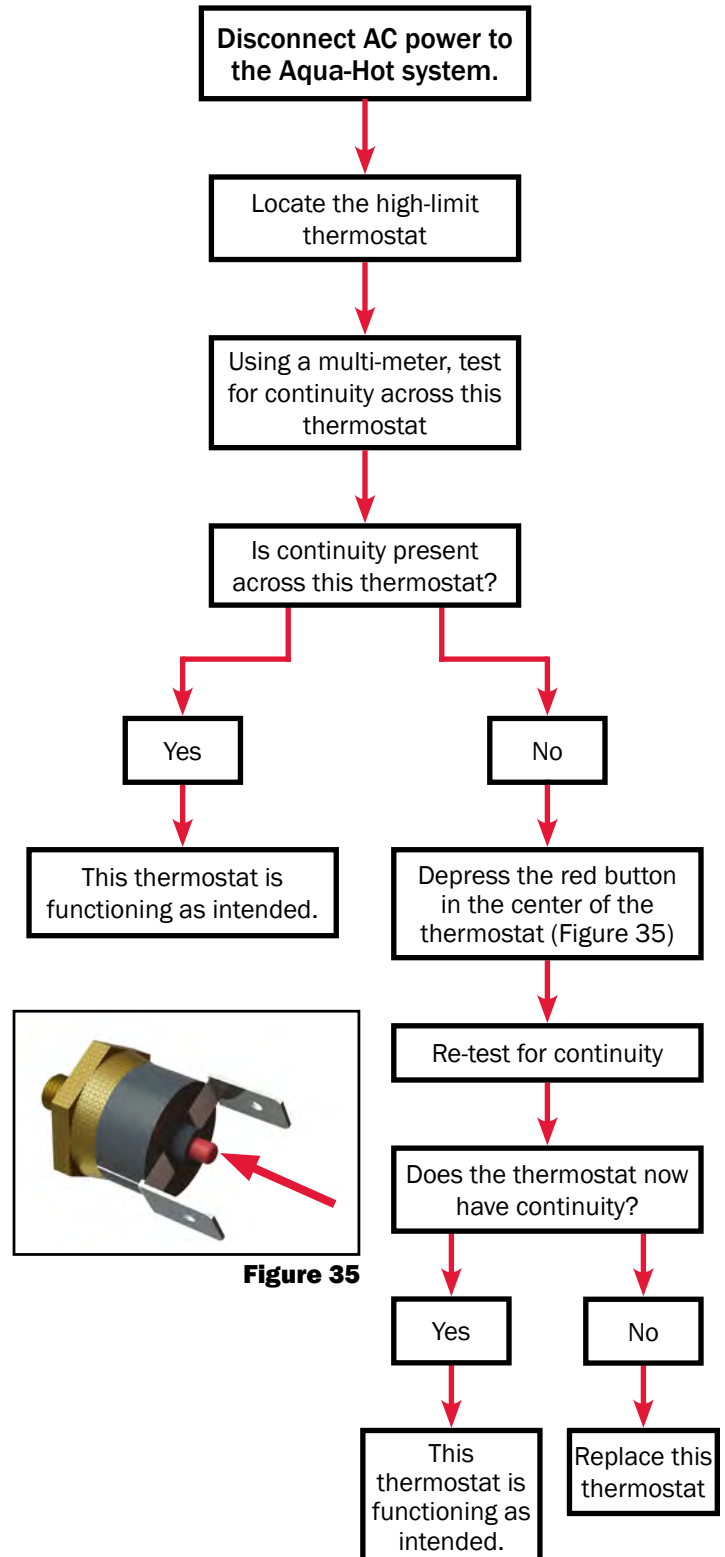 Disconnect AC power to
the Aqua-Hot system.
Locate the high-limit
thermostat
Using a multi-meter, test
for continuity across this
thermostat
Is continuity present
across this thermostat?
Yes
No
This thermostat is
functioning as intended.
Depress the red button
in the center of the
thermostat (Figure 35)
Re-test for continuity
Does the thermostat now
have continuity?
Figure 35
Yes
No
This
thermostat is
functioning as
intended.
Replace this
thermostat